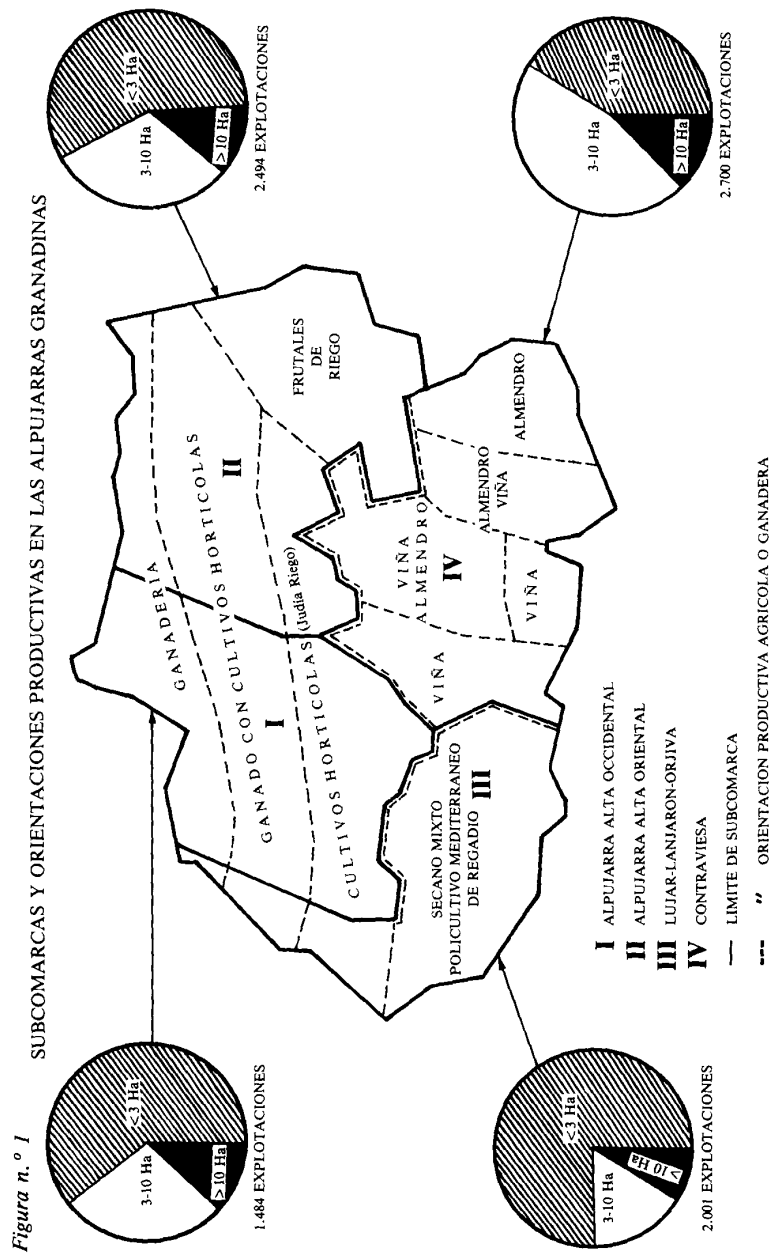 Figura n.º 1
SUBCOMARCAS Y ORIENTACIONES PRODUCTIVAS EN LAS ALPUJARRAS GRANADINAS
<3 Ha
3-10 Ha
>10 Ha
1.484 EXPLOTACIONES
<3 Ha
3-10 Ha
>10 Ha
2.494 EXPLOTACIONES
GANADERIA
GANADO CON CULTIVOS HORTICOLAS
I
II
CULTIVOS HORTICOLAS (Judía Riego)
FRUTALES
DE
RIEGO
SECANO MIXTO
POLICULTIVO MEDITERRANEO
DE REGADIO
III
VIÑA
VIÑA
ALMENDRO
IV
VIÑA
ALMENDRO
VIÑA
ALMENDRO
<3 Ha
3-10 Ha
>10 Ha
2.001 EXPLOTACIONES
<3 Ha
3-10 Ha
>10 Ha
2.700 EXPLOTACIONES
I ALPUJARRA ALTA OCCIDENTAL
II ALPUJARRA ALTA ORIENTAL
III LUJAR-LANJARON-ORJIVA
IV CONTRAVIESA
— LIMITE DE SUBCOMARCA
--- " ORIENTACION PRODUCTIVA AGRICOLA O GANADERA